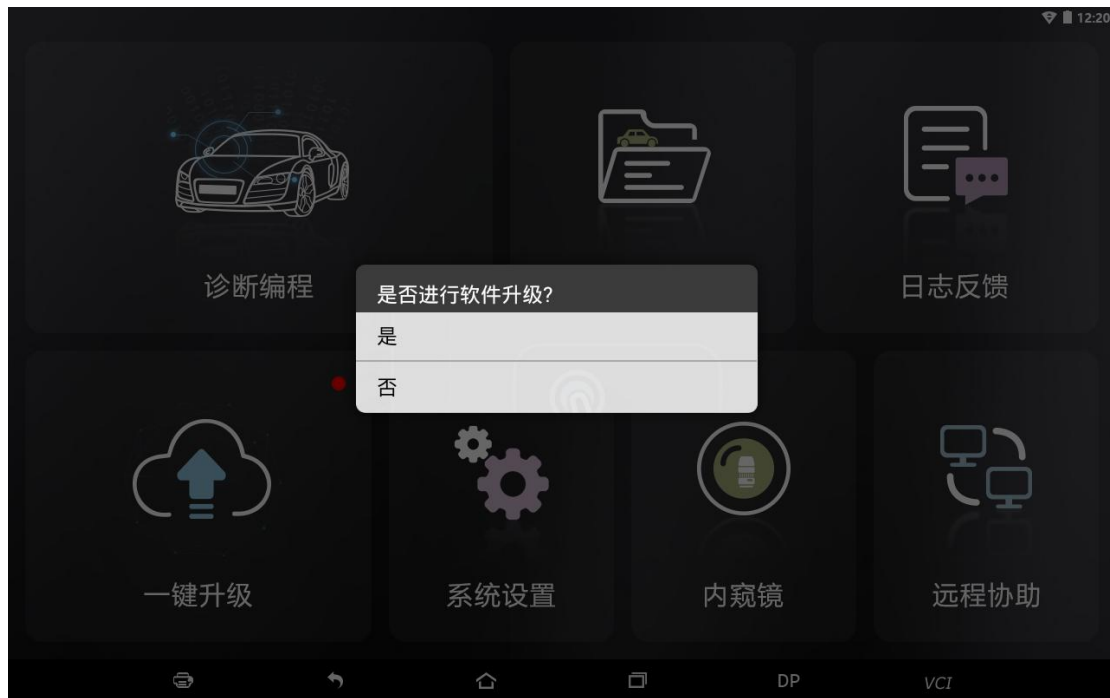 12:20
诊断编程
日志反馈
是否进行软件升级?
是
否
一键升级
系统设置
内窥镜
远程协助
DP
VCI